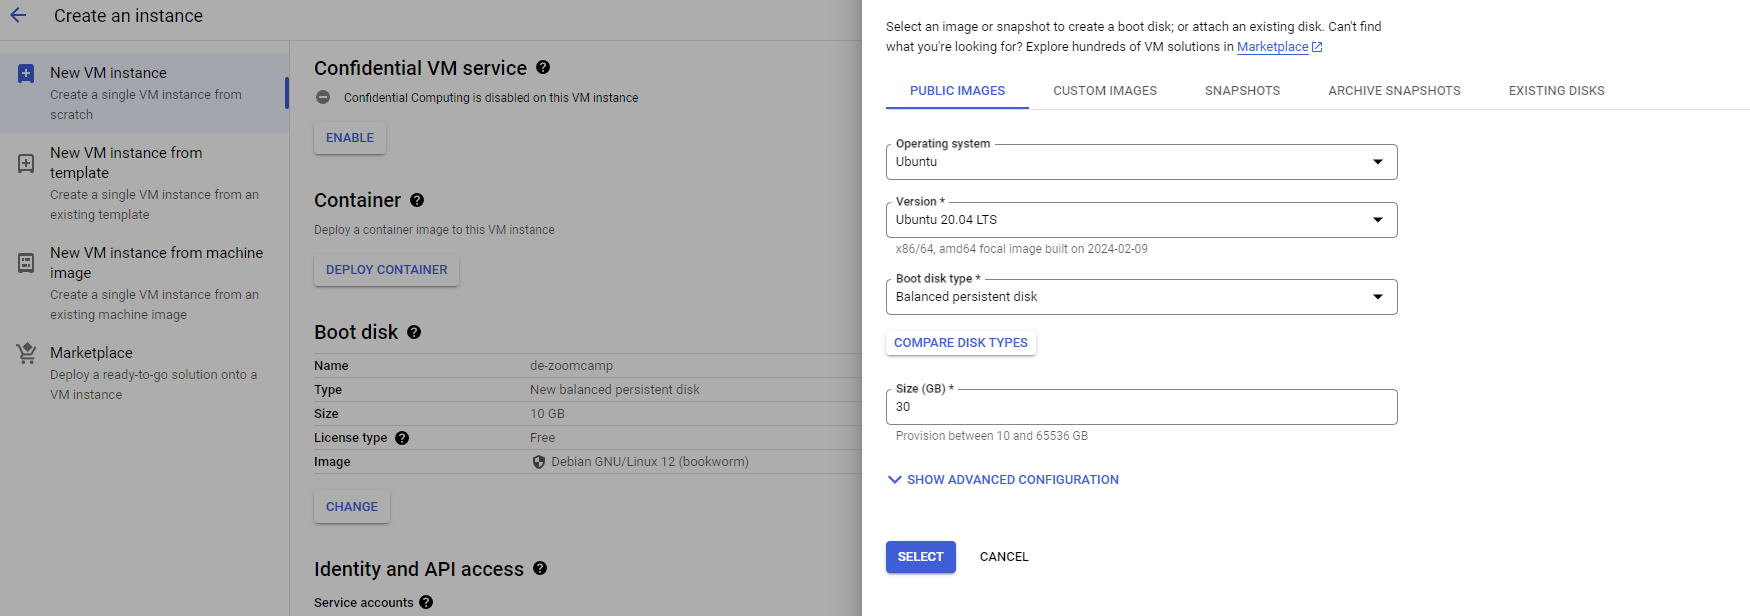 Create an instance
New VM instance
Create a single VM instance from
scratch
New VM instance from
template
Create a single VM instance from an
existing template
New VM instance from machine
image
Create a single VM instance from an
existing machine image
Marketplace
Deploy a ready-to-go solution onto a
VM instance
Confidential VM service
Confidential Computing is disabled on this VM instance
ENABLE
Container
Deploy a container image to this VM instance
DEPLOY CONTAINER
Boot disk
Name de-zoomcamp
Type New balanced persistent disk
Size 10 GB
License type Free
Image Debian GNU/Linux 12 (bookworm)
CHANGE
Identity and API access
Service accounts
Select an image or snapshot to create a boot disk; or attach an existing disk. Can't find
what you're looking for? Explore hundreds of VM solutions in Marketplace
PUBLIC IMAGES CUSTOM IMAGES SNAPSHOTS ARCHIVE SNAPSHOTS EXISTING DISKS
Operating system
Ubuntu
Version *
Ubuntu 20.04 LTS
x86/64, amd64 focal image built on 2024-02-09
Boot disk type *
Balanced persistent disk
COMPARE DISK TYPES
Size (GB) *
30
Provision between 10 and 65536 GB
SHOW ADVANCED CONFIGURATION
SELECT CANCEL